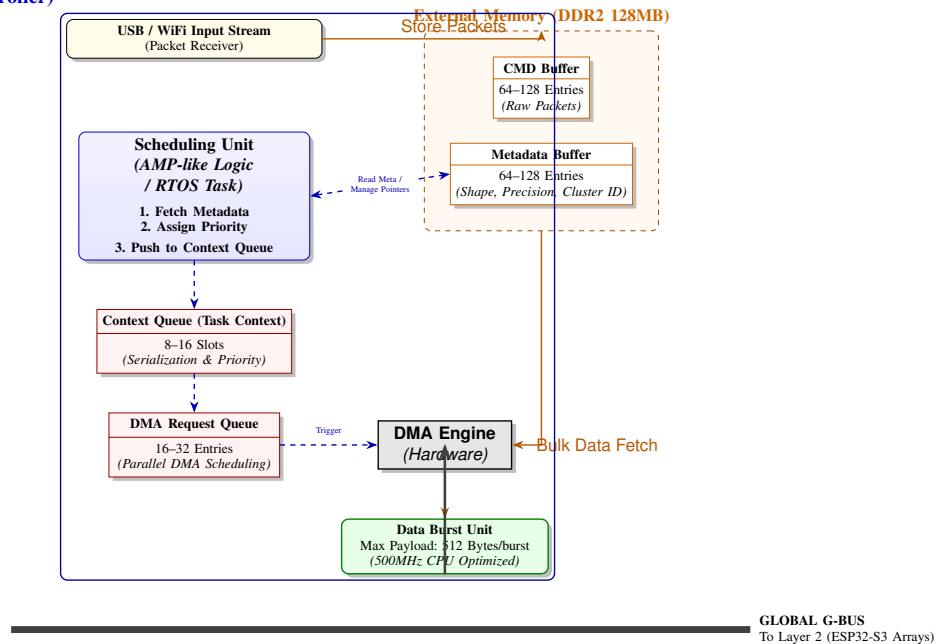 roller)
External Memory (DDR2 128MB)
Store Packets
USB / WiFi Input Stream
(Packet Receiver)
CMD Buffer
64–128 Entries
(Raw Packets)
Scheduling Unit
(AMP-like Logic
/ RTOS Task)
1. Fetch Metadata
2. Assign Priority
3. Push to Context Queue
Read Meta /
Manage Pointers
Metadata Buffer
64–128 Entries
(Shape, Precision, Cluster ID)
Context Queue (Task Context)
8–16 Slots
(Serialization & Priority)
DMA Request Queue
16–32 Entries
(Parallel DMA Scheduling)
Trigger
DMA Engine
(Hardware)
Bulk Data Fetch
Data Burst Unit
Max Payload: 512 Bytes/burst
(500MHz CPU Optimized)
GLOBAL G-BUS
To Layer 2 (ESP32-S3 Arrays)